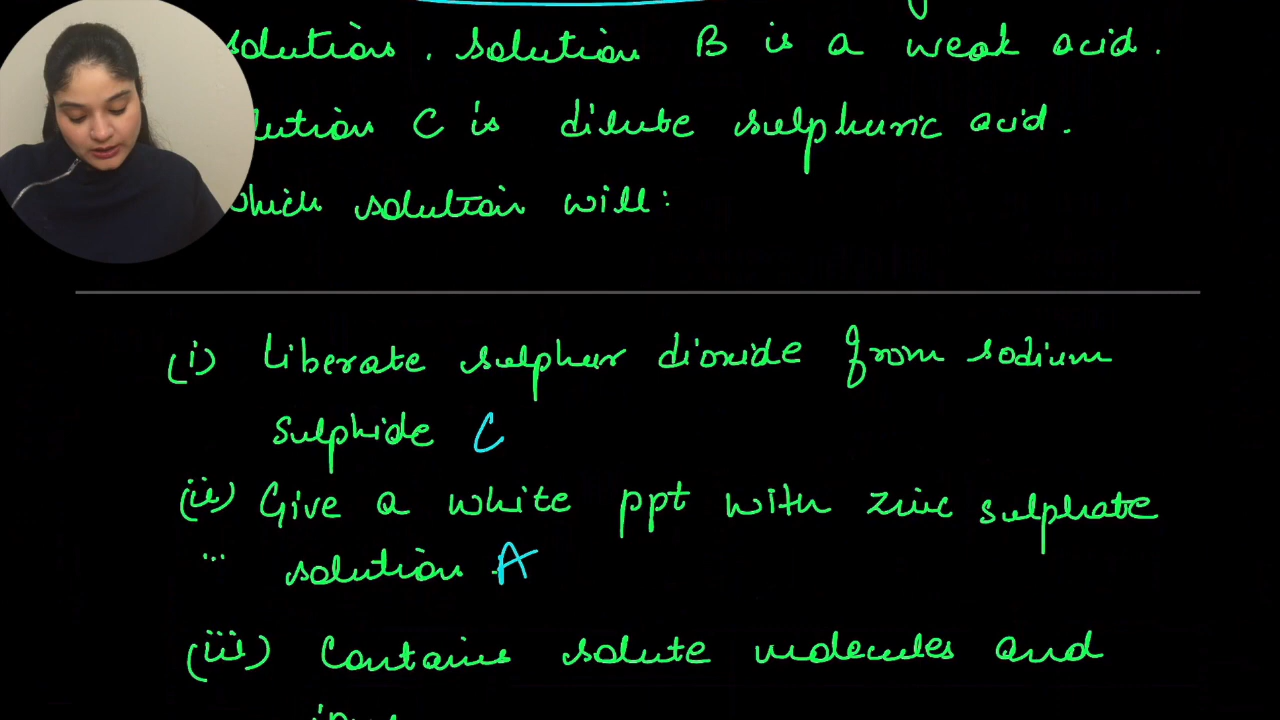 solutions. Solution B is a weak acid.
lution C is dilute sulphuric acid.
which solution will:
(i) Liberate sulphur dioxide from sodium
sulphide C
(ii) Give a white ppt with zinc sulphate
solution A
(iii) Contains solute molecules and